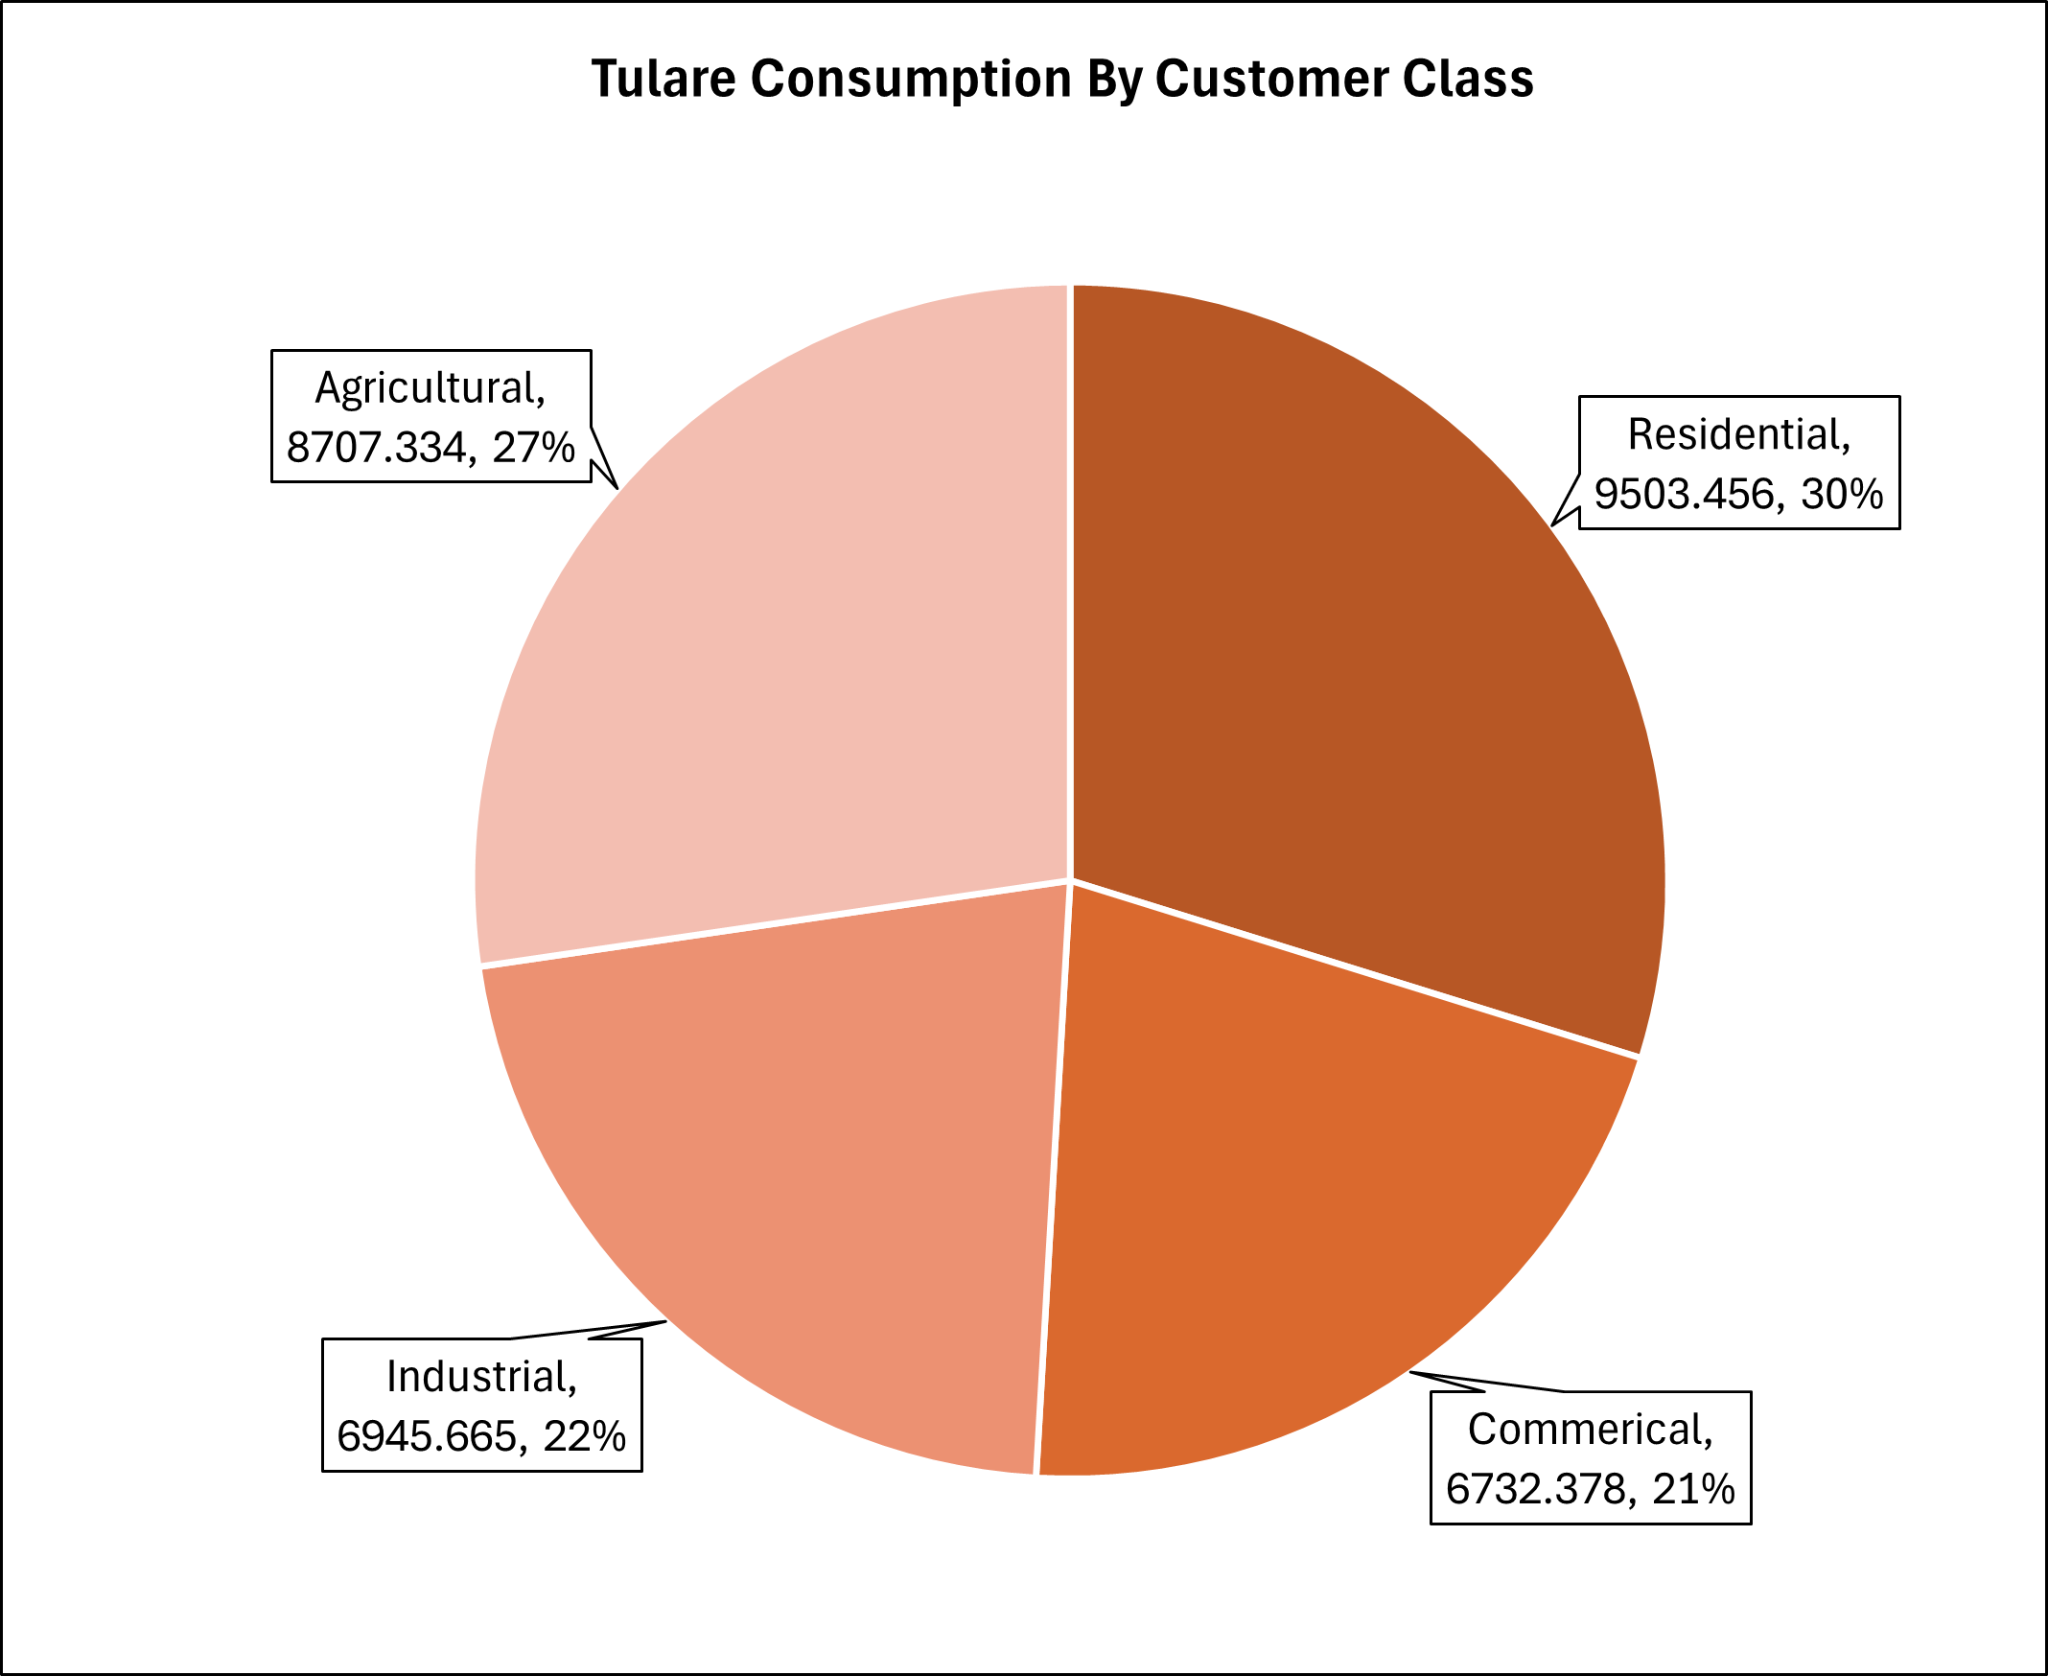 Tulare Consumption By Customer Class
Agricultural,
8707.334, 27%
Residential,
9503.456, 30%
Industrial,
6945.665, 22%
Commerical,
6732.378, 21%